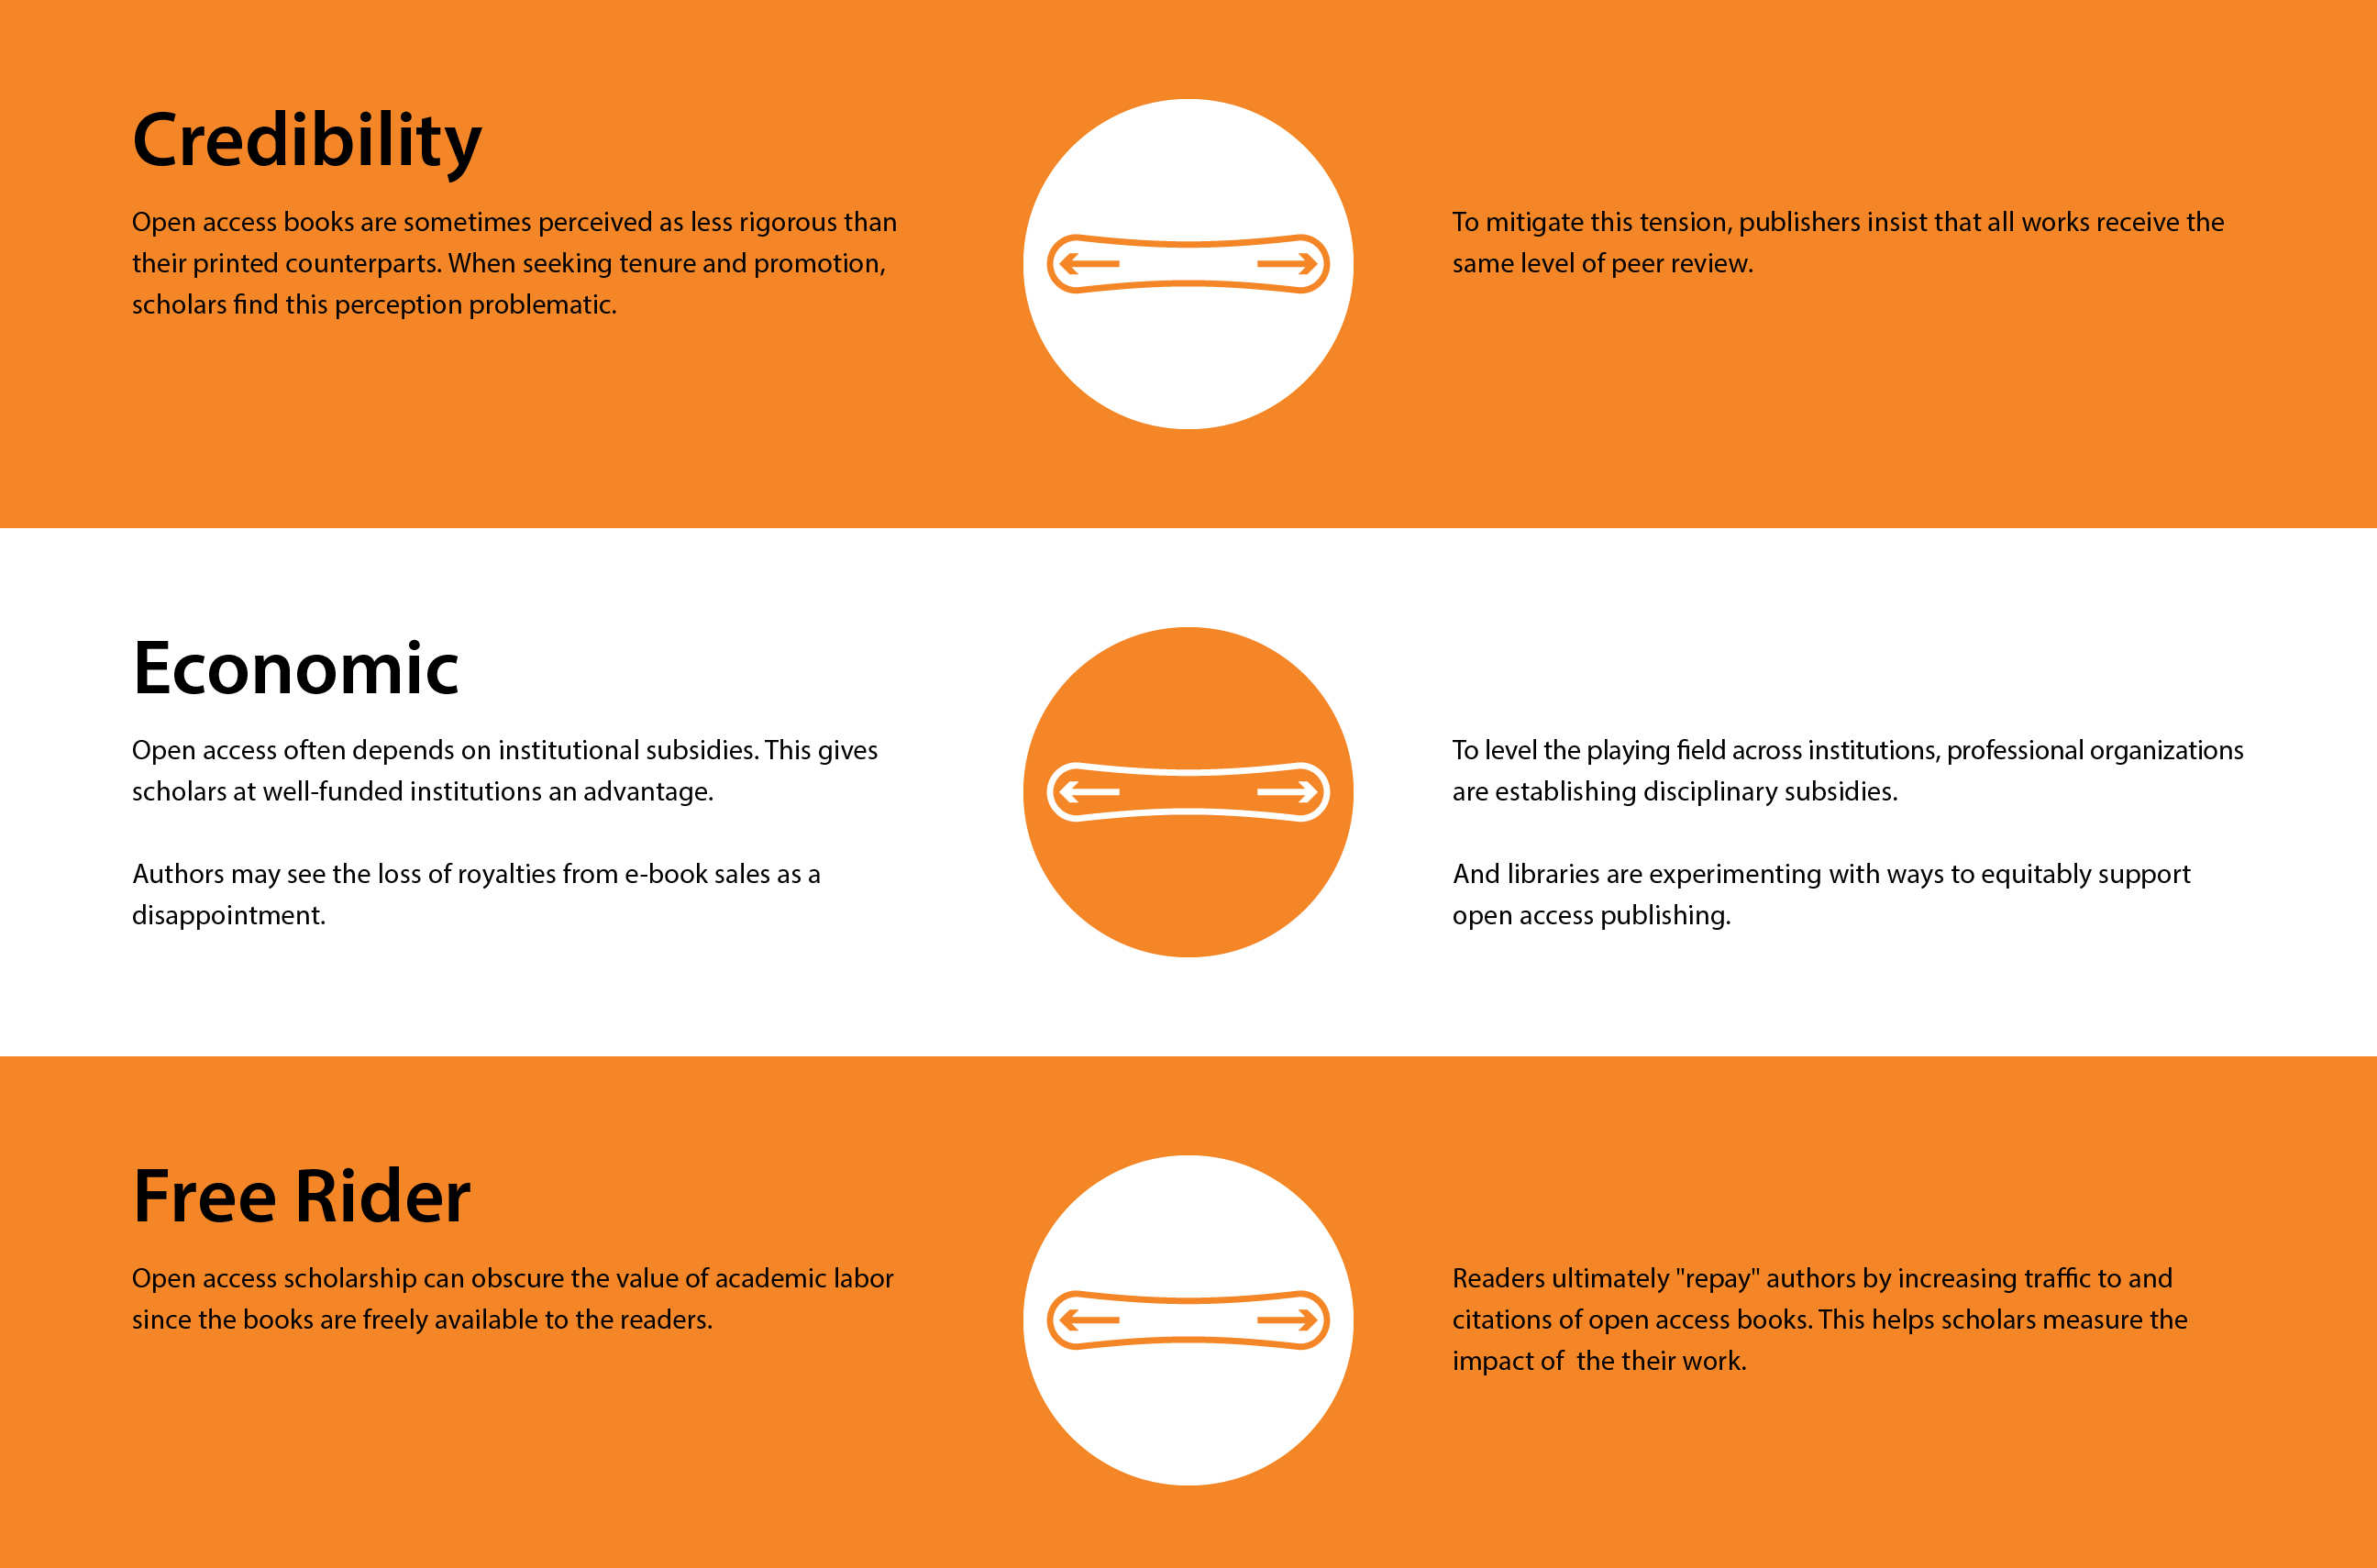 Credibility
Open access books are sometimes perceived as less rigorous than
their printed counterparts. When seeking tenure and promotion,
scholars find this perception problematic.
To mitigate this tension, publishers insist that all works receive the
same level of peer review.
Economic
Open access often depends on institutional subsidies. This gives
scholars at well-funded institutions an advantage.
Authors may see the loss of royalties from e-book sales as a
disappointment.
To level the playing field across institutions, professional organizations
are establishing disciplinary subsidies.
And libraries are experimenting with ways to equitably support
open access publishing.
Free Rider
Open access scholarship can obscure the value of academic labor
since the books are freely available to the readers.
Readers ultimately "repay" authors by increasing traffic to and
citations of open access books. This helps scholars measure the
impact of  the their work.